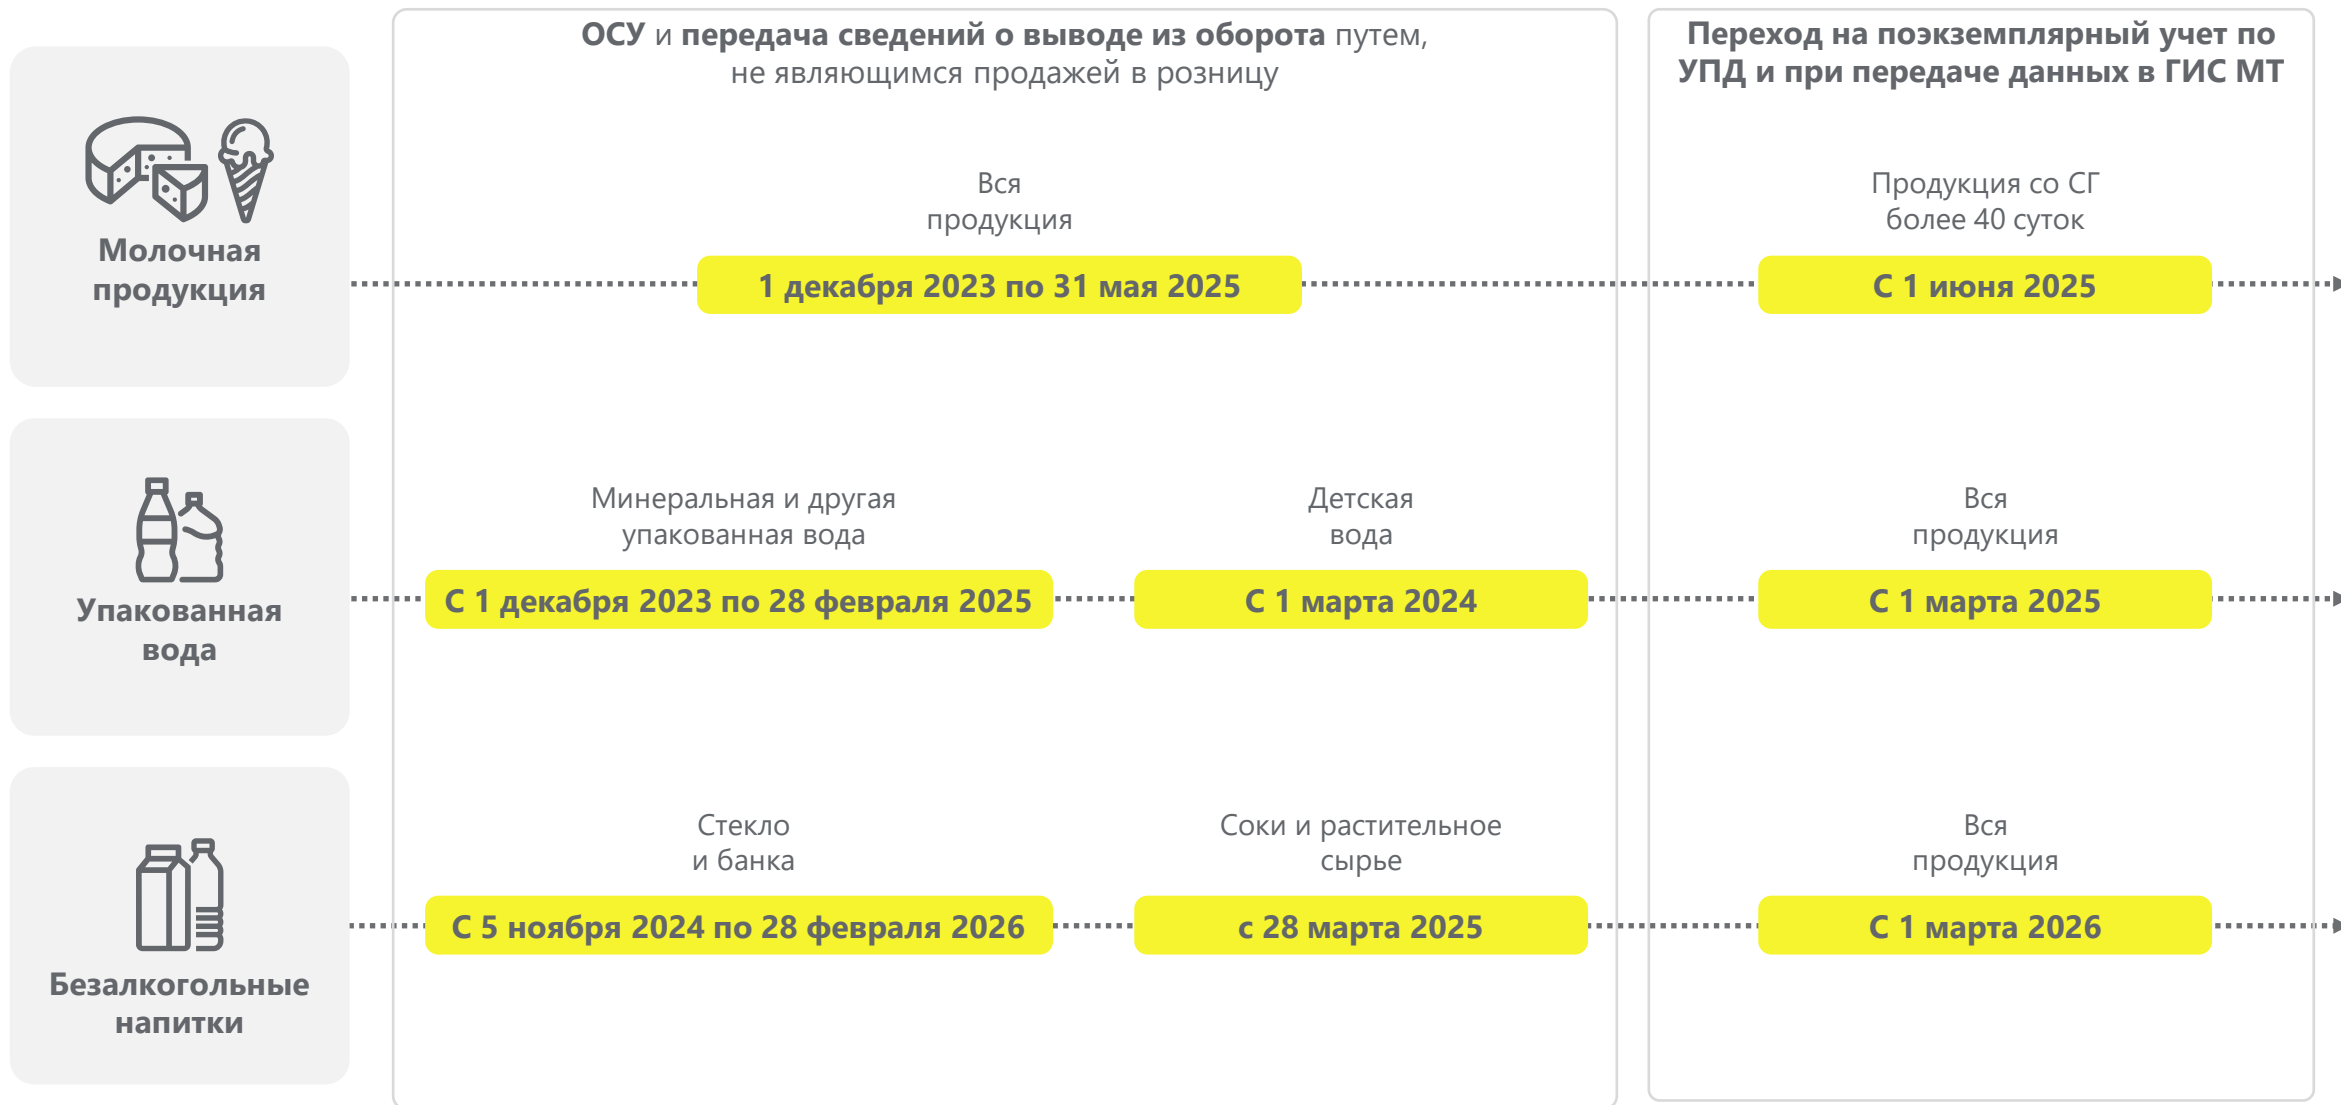 ОСУ и передача сведений о выводе из оборота путем,
не являющимся продажей в розницу
Переход на поэкземплярный учет по
УПД и при передаче данных в ГИС МТ
Молочная
продукция
Вся
продукция
1 декабря 2023 по 31 мая 2025
Продукция со СГ
более 40 суток
С 1 июня 2025
Упакованная
вода
Минеральная и другая
упакованная вода
С 1 декабря 2023 по 28 февраля 2025
Детская
вода
С 1 марта 2024
Вся
продукция
С 1 марта 2025
Безалкогольные
напитки
Стекло
и банка
С 5 ноября 2024 по 28 февраля 2026
Соки и растительное
сырье
с 28 марта 2025
Вся
продукция
С 1 марта 2026